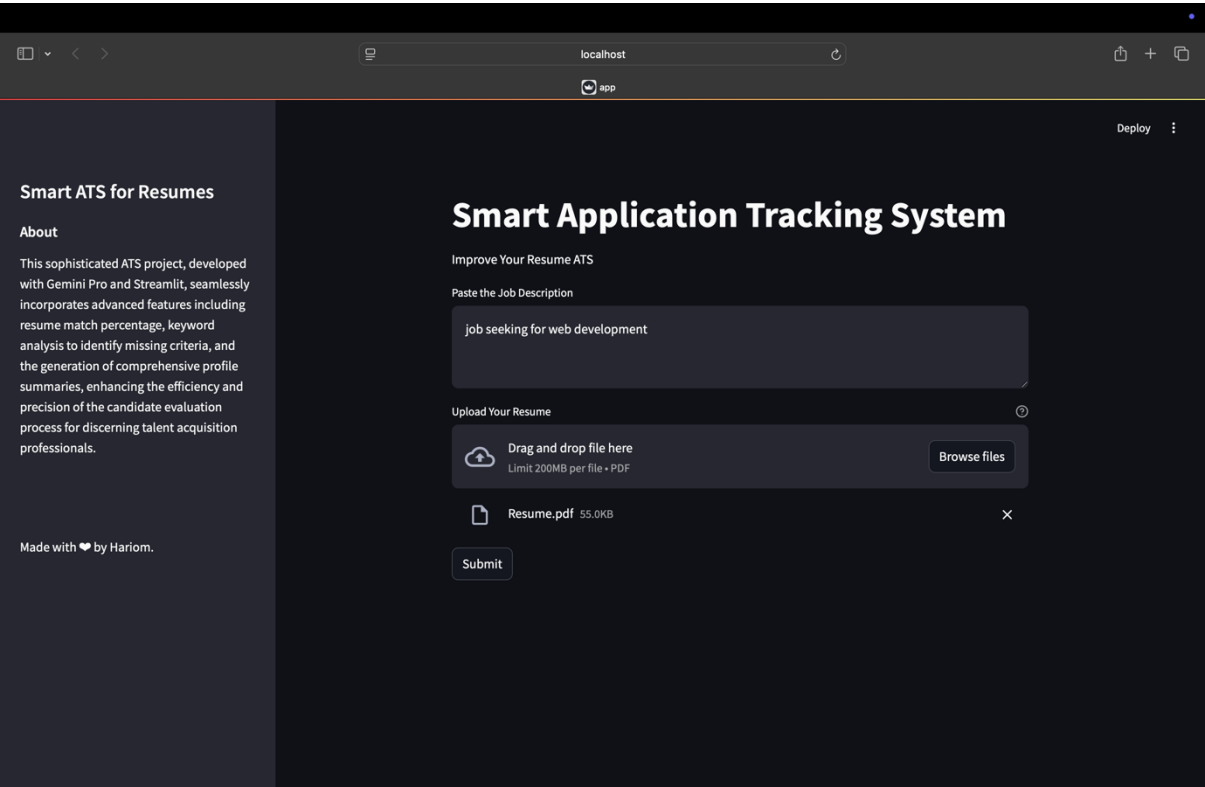 localhost
app
Deploy
Smart ATS for Resumes
About
This sophisticated ATS project, developed
with Gemini Pro and Streamlit, seamlessly
incorporates advanced features including
resume match percentage, keyword
analysis to identify missing criteria, and
the generation of comprehensive profile
summaries, enhancing the efficiency and
precision of the candidate evaluation
process for discerning talent acquisition
professionals.
Made with ❤ by Hariom.
Smart Application Tracking System
Improve Your Resume ATS
Paste the Job Description
job seeking for web development
Upload Your Resume
Drag and drop file here
Limit 200MB per file • PDF
Browse files
Resume.pdf 55.0KB
Submit